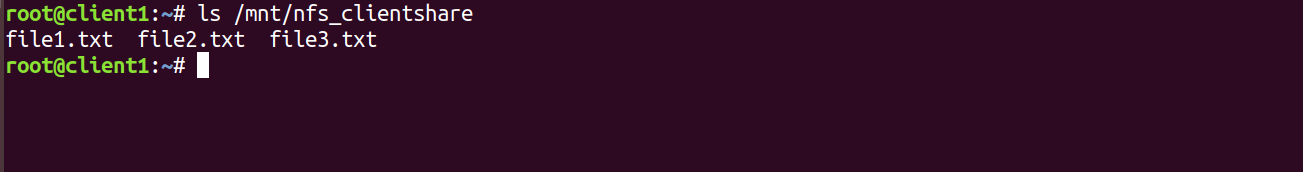 root@client1:~# ls /mnt/nfs_clientshare
file1.txt  file2.txt  file3.txt
root@client1:~#